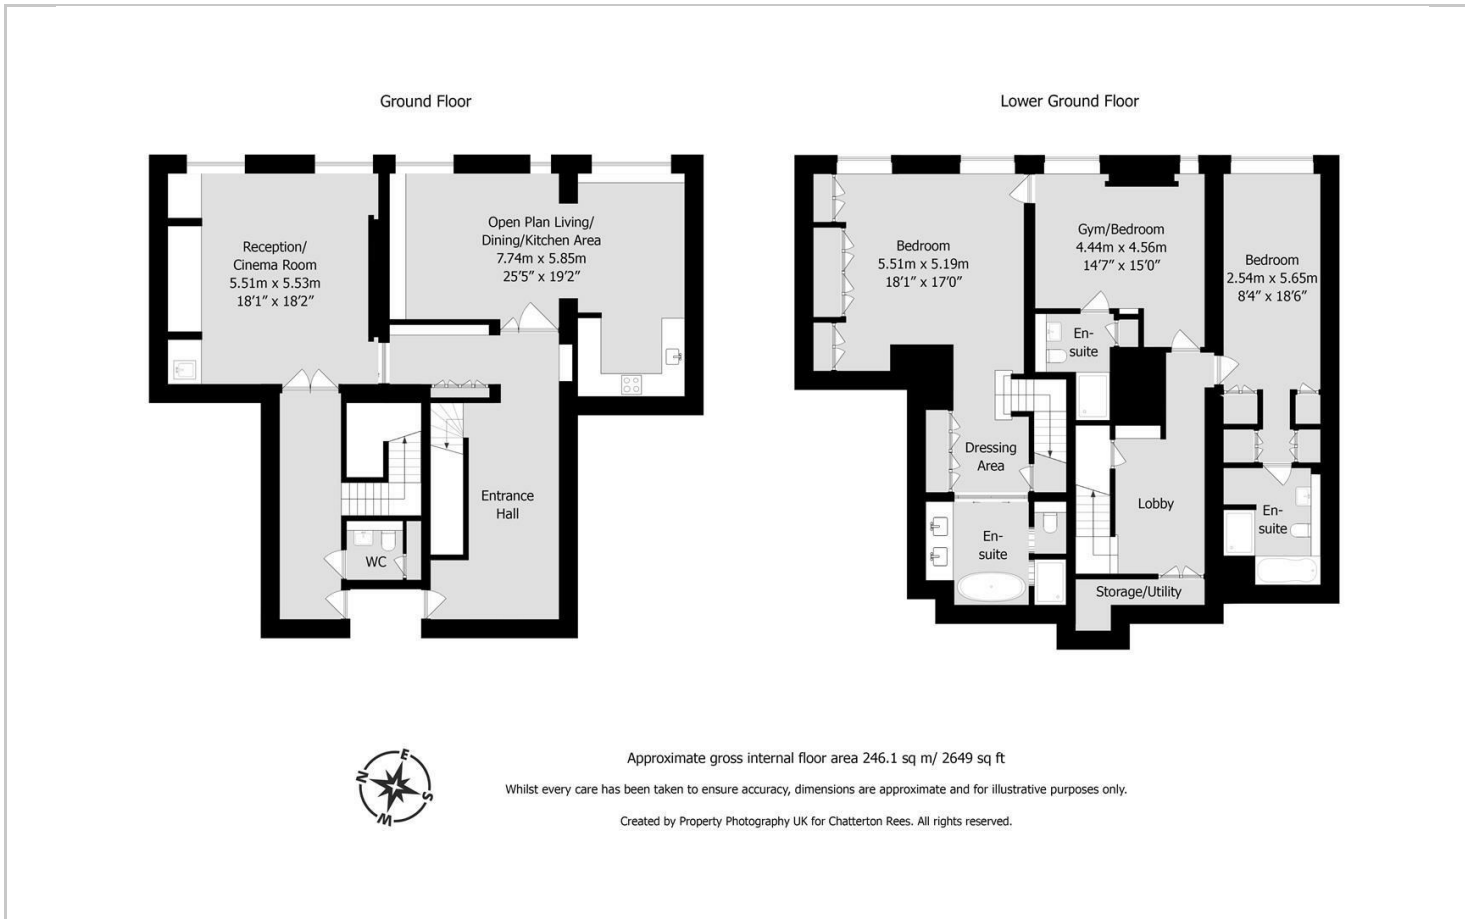 Ground Floor
Lower Ground Floor
Reception/
Cinema Room
5.51m x 5.53m
18’1” x 18’2”
Open Plan Living/
Dining/Kitchen Area
7.74m x 5.85m
25’5” x 19’2”
Entrance
Hall
WC
Bedroom
5.51m x 5.19m
18’1” x 17’0”
Gym/Bedroom
4.44m x 4.56m
14’7” x 15’0”
Bedroom
2.54m x 5.65m
8’4” x 18’6”
En-
suite
Dressing
Area
Lobby
En-
suite
En-
suite
Storage/Utility
N
E
S
W
Approximate gross internal floor area 246.1 sq m/ 2649 sq ft
Whilst every care has been taken to ensure accuracy, dimensions are approximate and for illustrative purposes only.
Created by Property Photography UK for Chatterton Rees. All rights reserved.